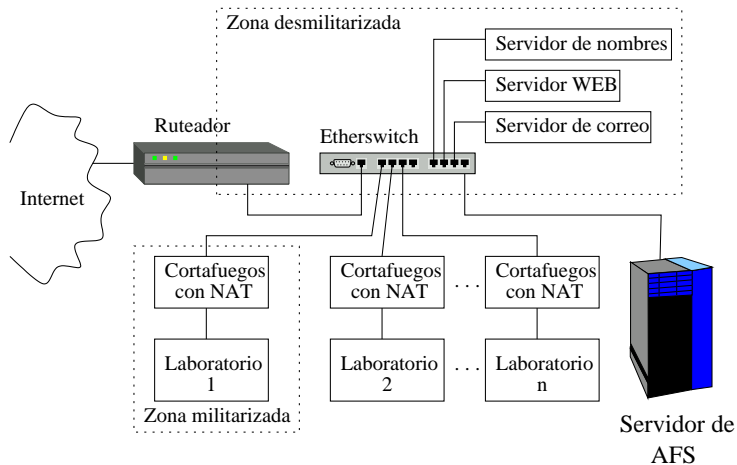 Zona desmilitarizada
Servidor de nombres
Servidor WEB
Servidor de correo
Ruteador
Etherswitch
Internet
Cortafuegos
con NAT
Cortafuegos
con NAT
. . .
Cortafuegos
con NAT
Laboratorio
1
Laboratorio
2
. . .
Laboratorio
n
Zona militarizada
Servidor de
AFS